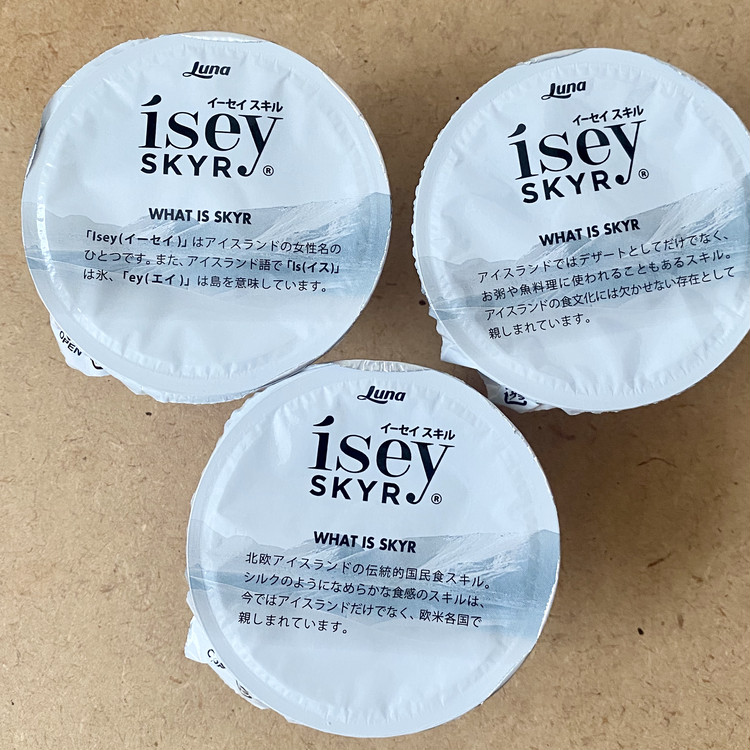 Luna
イーセイ スキル
ísey
SKYR®
WHAT IS SKYR
「Isey(イーセイ)」はアイスランドの女性名の
ひとつです。また、アイスランド語で「Is(イス)」
は氷、「ey(エイ)」は島を意味しています。
OPEN
Luna
イーセイ スキル
ísey
SKYR®
WHAT IS SKYR
アイスランドではデザートとしてだけでなく、
お粥や魚料理に使われることもあるスキル。
アイスランドの食文化には欠かせない存在として
親しまれています。
Luna
イーセイ スキル
ísey
SKYR®
WHAT IS SKYR
北欧アイスランドの伝統的国民食スキル。
シルクのようになめらかな食感のスキルは、
今ではアイスランドだけでなく、欧米各国で
親しまれています。